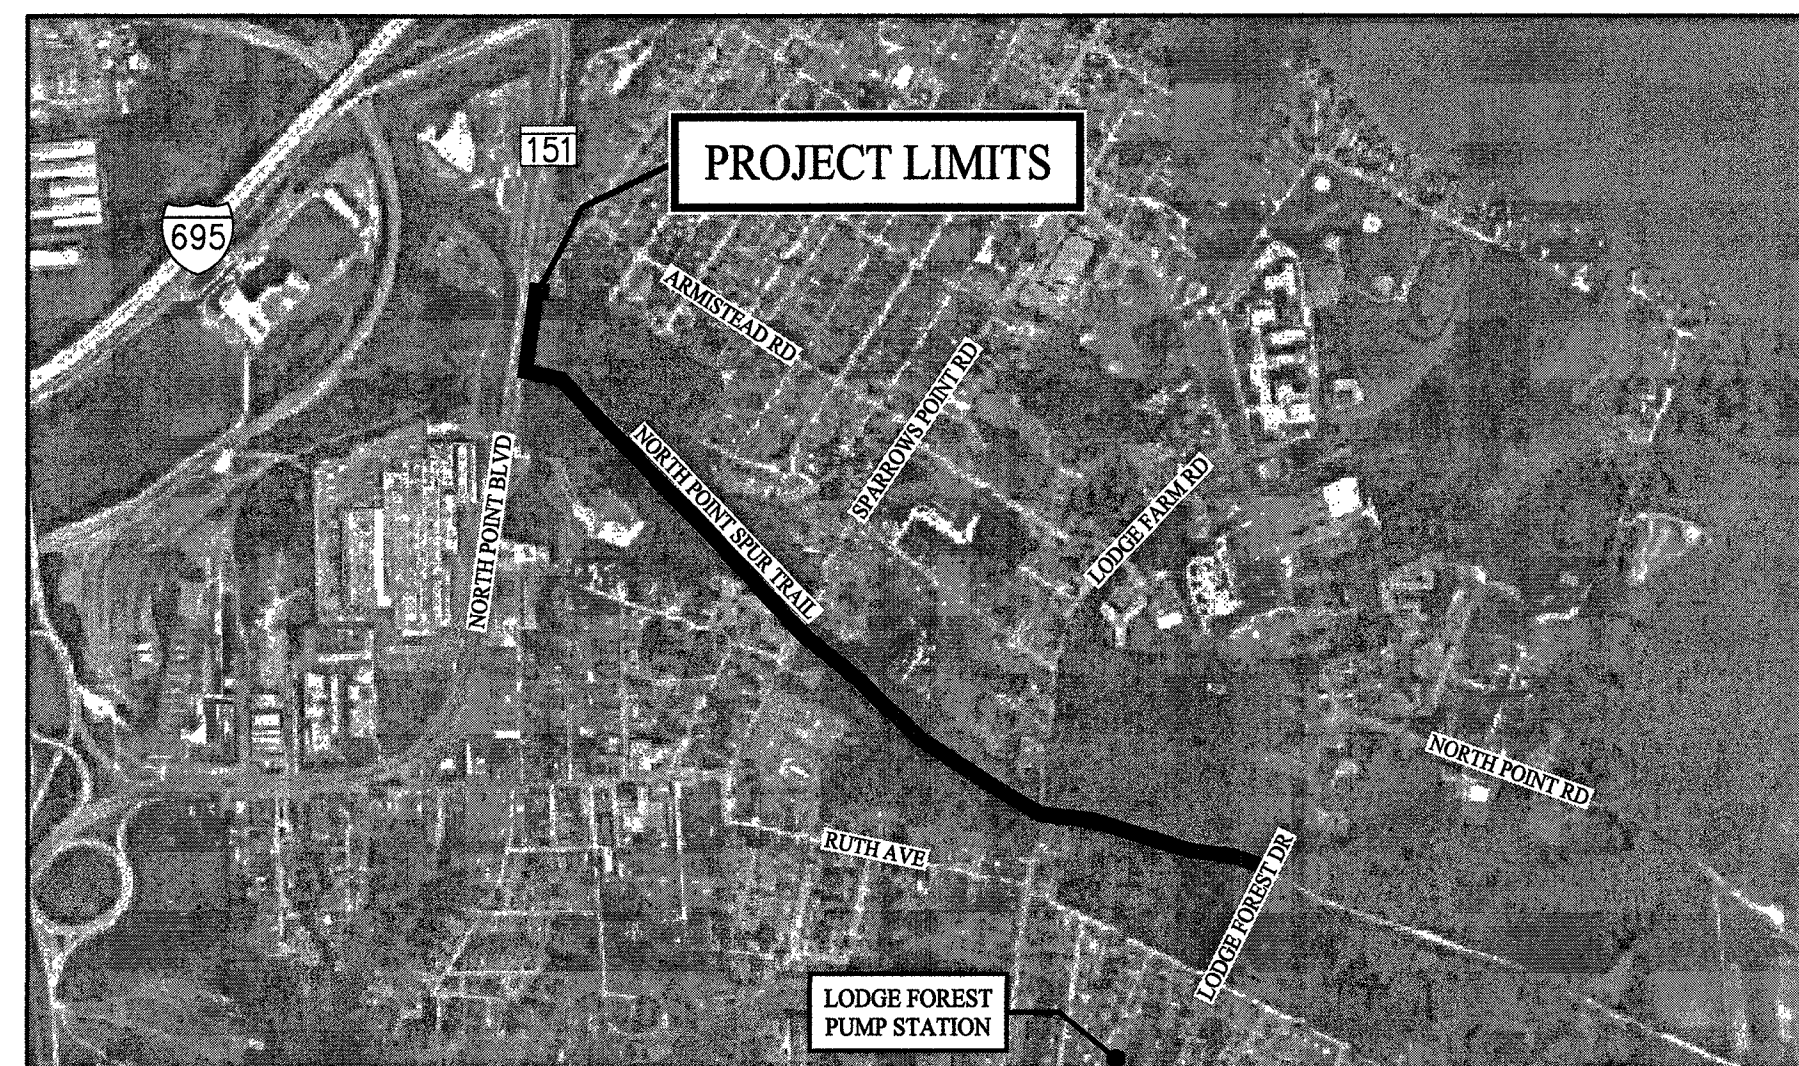 151
PROJECT LIMITS
695
ARMISTEAD RD
SPARROWS POINT RD
NORTH POINT BLVD
NORTH POINT SPUR TRAIL
LODGE FARM RD
NORTH POINT RD
RUTH AVE
LODGE FOREST DR
LODGE FOREST
PUMP STATION